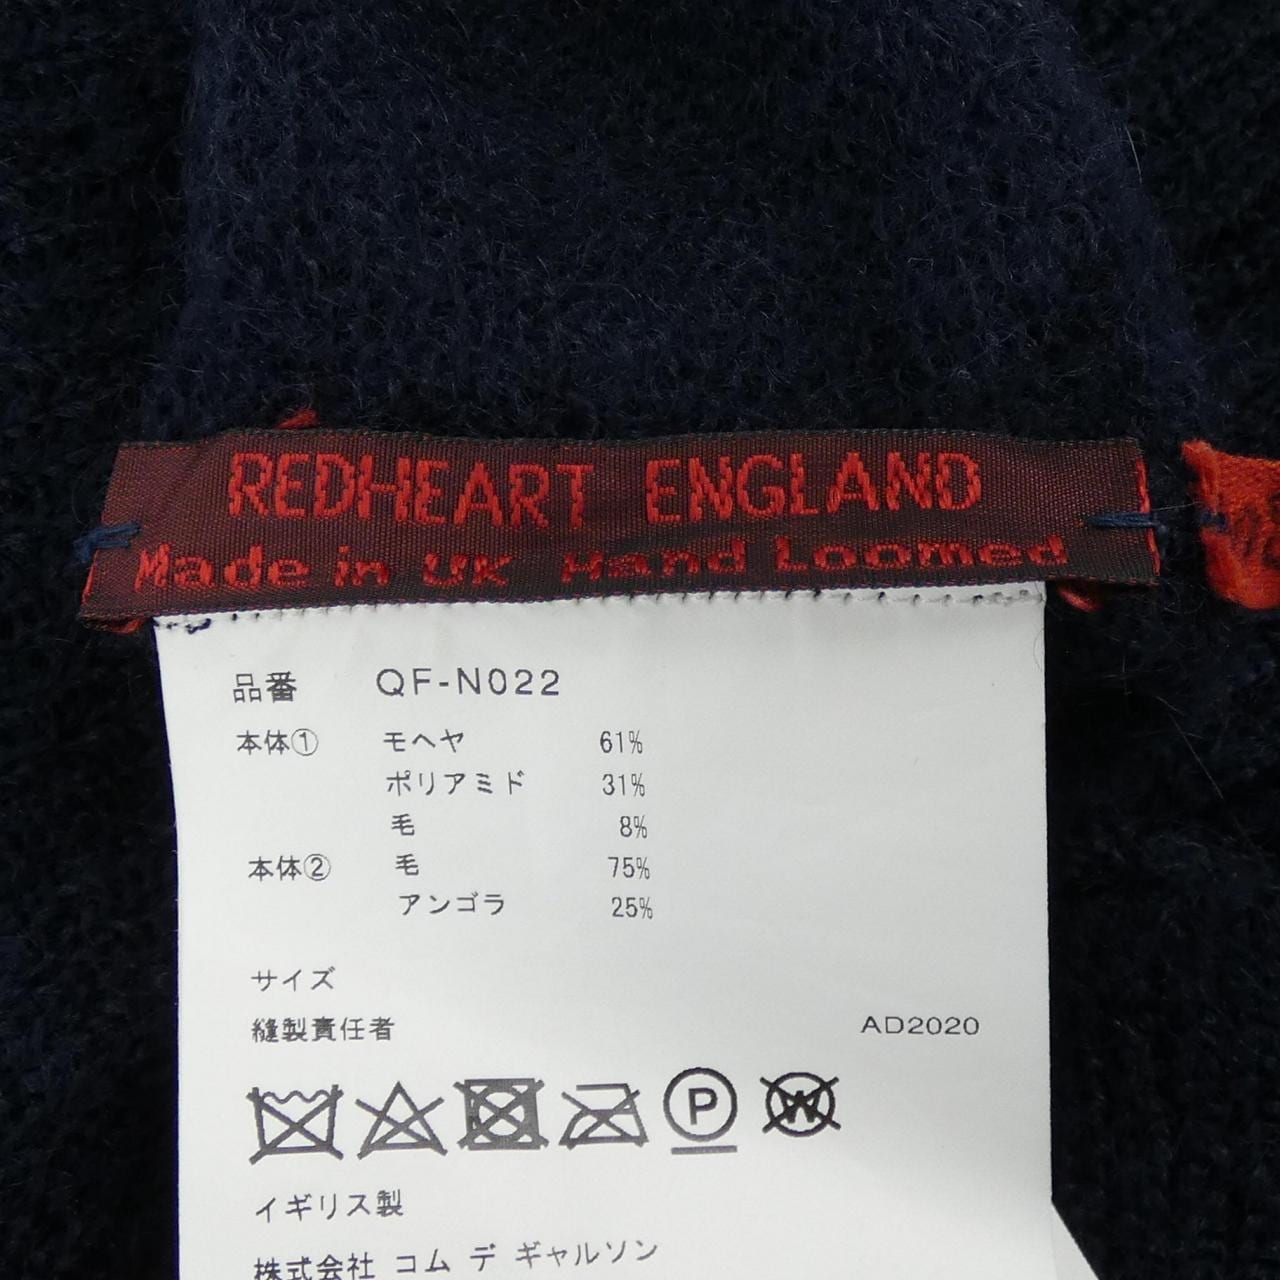 REDHEART ENGLAND
Made in UK Hand Loomed
品番 QF-N022
本体① モヘヤ 61%
ポリアミド 31%
毛 8%
本体② 毛 75%
アンゴラ 25%
サイズ
縫製責任者 AD2020
P W
イギリス製
株式会社 コム デ ギャルソン